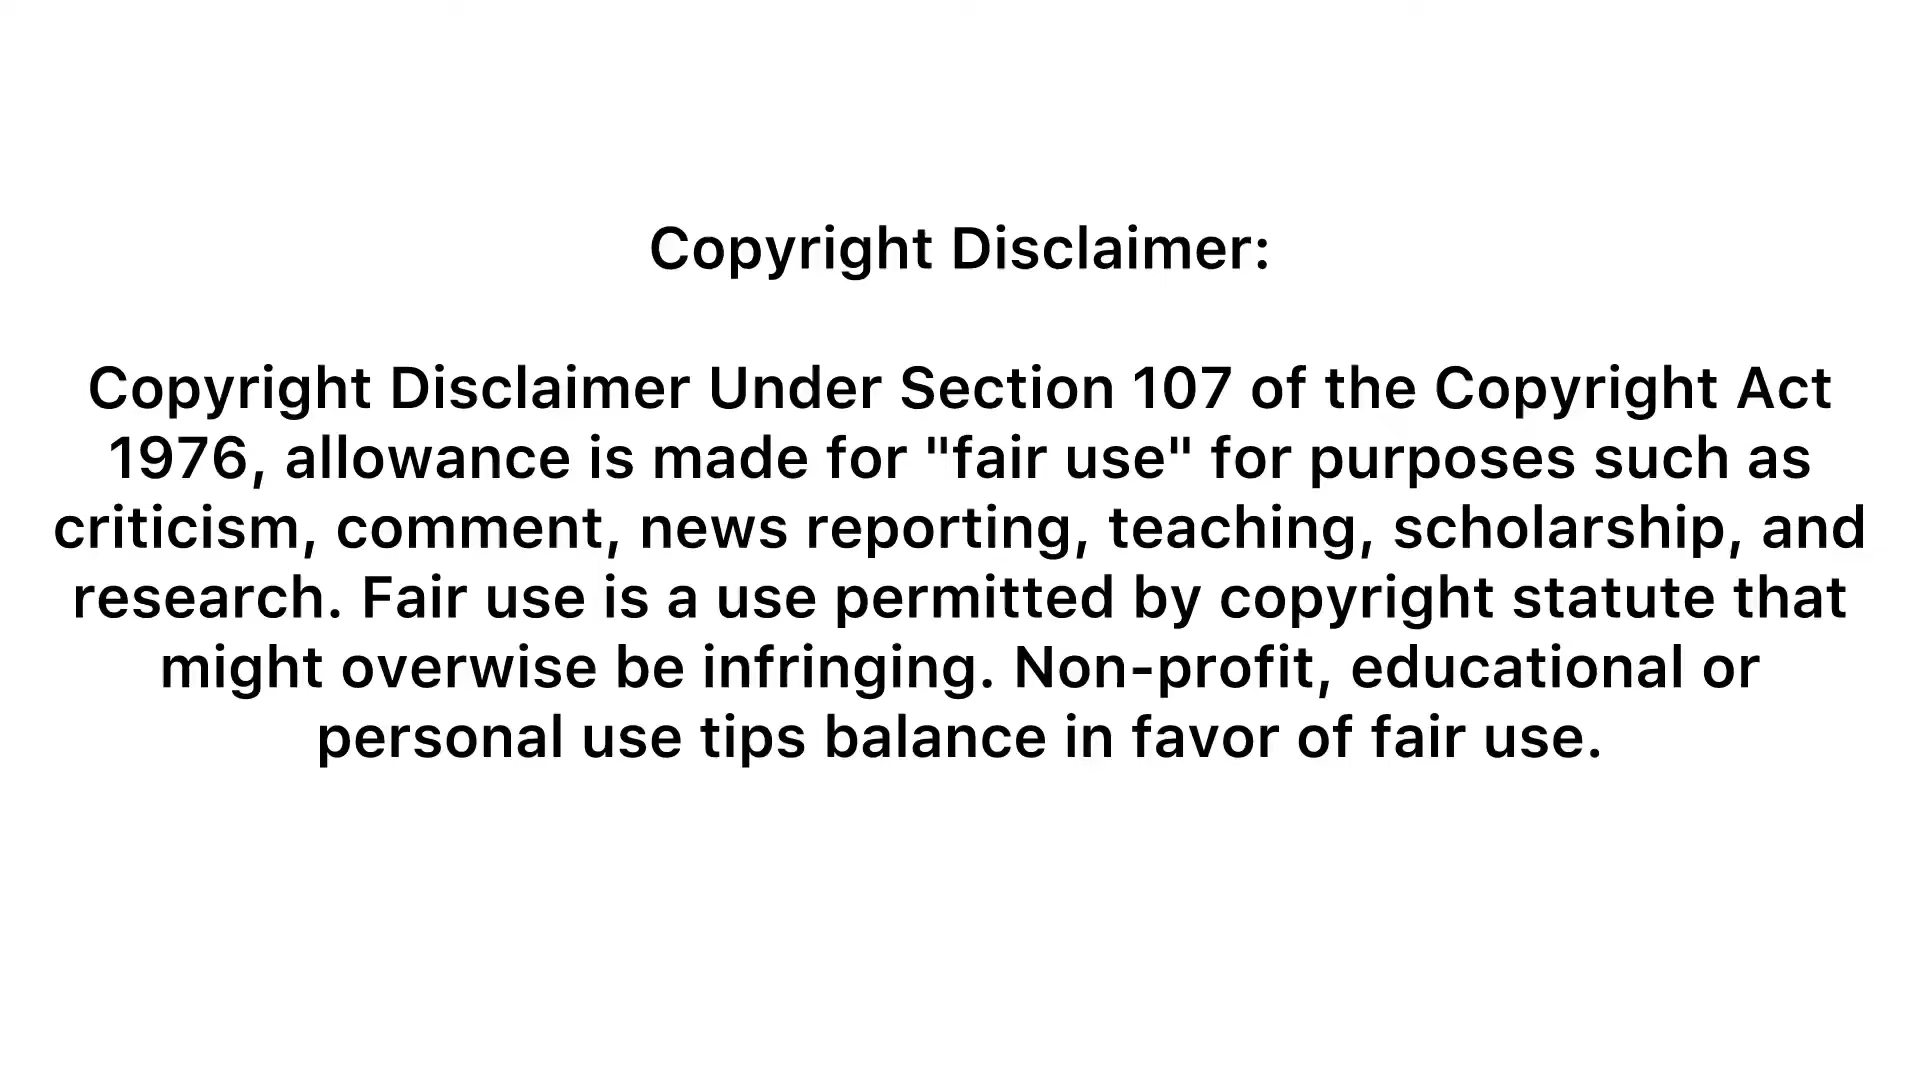 Copyright Disclaimer:
Copyright Disclaimer Under Section 107 of the Copyright Act
1976, allowance is made for "fair use" for purposes such as
criticism, comment, news reporting, teaching, scholarship, and
research. Fair use is a use permitted by copyright statute that
might overwise be infringing. Non-profit, educational or
personal use tips balance in favor of fair use.